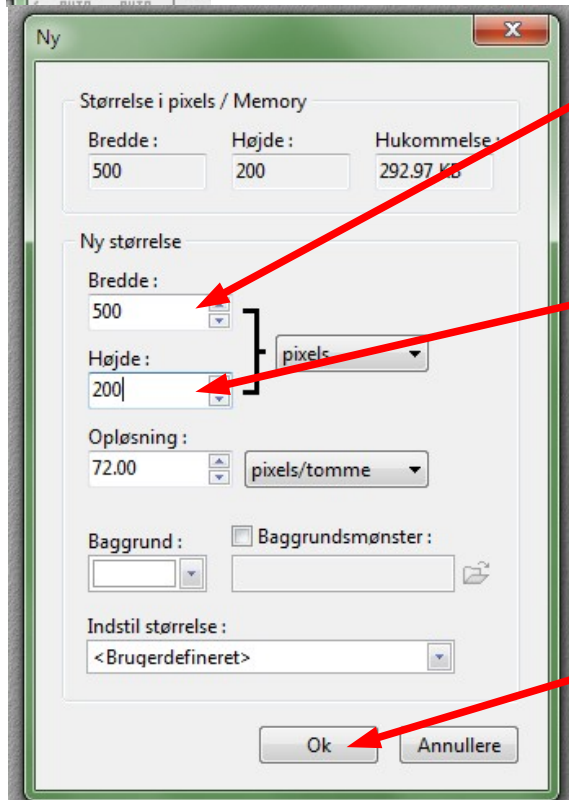 Ny
Størrelse i pixels / Memory
Bredde : Højde : Hukommelse :
500 200 292.97 KB
Ny størrelse
Bredde :
500
pixels
Højde :
200
Opløsning :
72.00 pixels/tomme
Baggrund : Baggrundsmønster :
Indstil størrelse :
<Brugerdefineret>
Ok Annullere